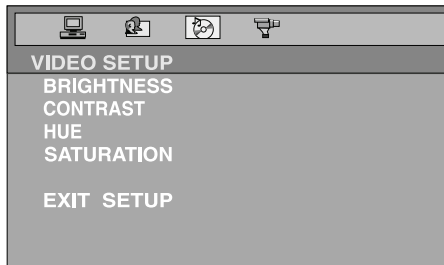 VIDEO SETUP
BRIGHTNESS
CONTRAST
HUE
SATURATION
EXIT SETUP